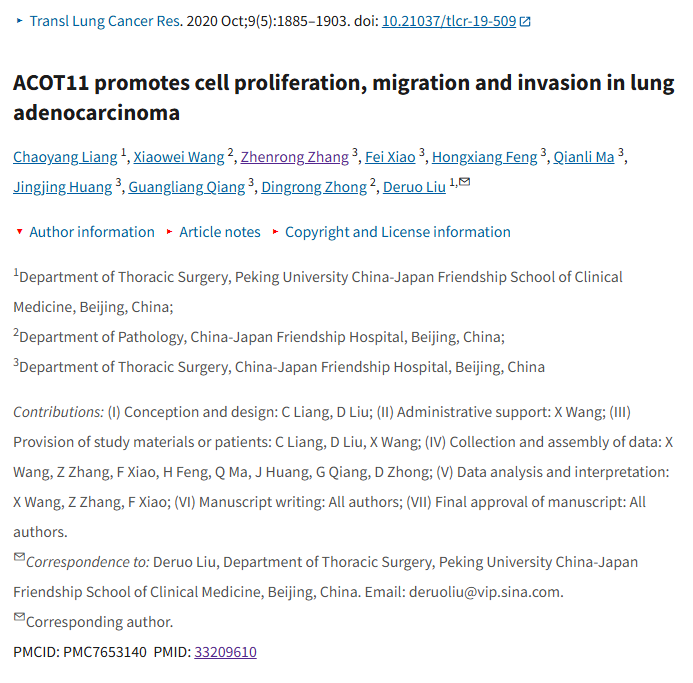 Transl Lung Cancer Res. 2020 Oct;9(5):1885–1903. doi: 10.21037/tlcr-19-509
ACOT11 promotes cell proliferation, migration and invasion in lung
adenocarcinoma
Chaoyang Liang 1, Xiaowei Wang 2, Zhenrong Zhang 3, Fei Xiao 3, Hongxiang Feng 3, Qianli Ma 3,
Jingjing Huang 3, Guangliang Qiang 3, Dingrong Zhong 2, Deruo Liu 1,
Author information Article notes Copyright and License information
1Department of Thoracic Surgery, Peking University China-Japan Friendship School of Clinical
Medicine, Beijing, China;
2Department of Pathology, China-Japan Friendship Hospital, Beijing, China;
3Department of Thoracic Surgery, China-Japan Friendship Hospital, Beijing, China
Contributions: (I) Conception and design: C Liang, D Liu; (II) Administrative support: X Wang; (III)
Provision of study materials or patients: C Liang, D Liu, X Wang; (IV) Collection and assembly of data: X
Wang, Z Zhang, F Xiao, H Feng, Q Ma, J Huang, G Qiang, D Zhong; (V) Data analysis and interpretation:
X Wang, Z Zhang, F Xiao; (VI) Manuscript writing: All authors; (VII) Final approval of manuscript: All
authors.
Correspondence to: Deruo Liu, Department of Thoracic Surgery, Peking University China-Japan
Friendship School of Clinical Medicine, Beijing, China. Email: deruoliu@vip.sina.com.
Corresponding author.
PMCID: PMC7653140 PMID: 33209610